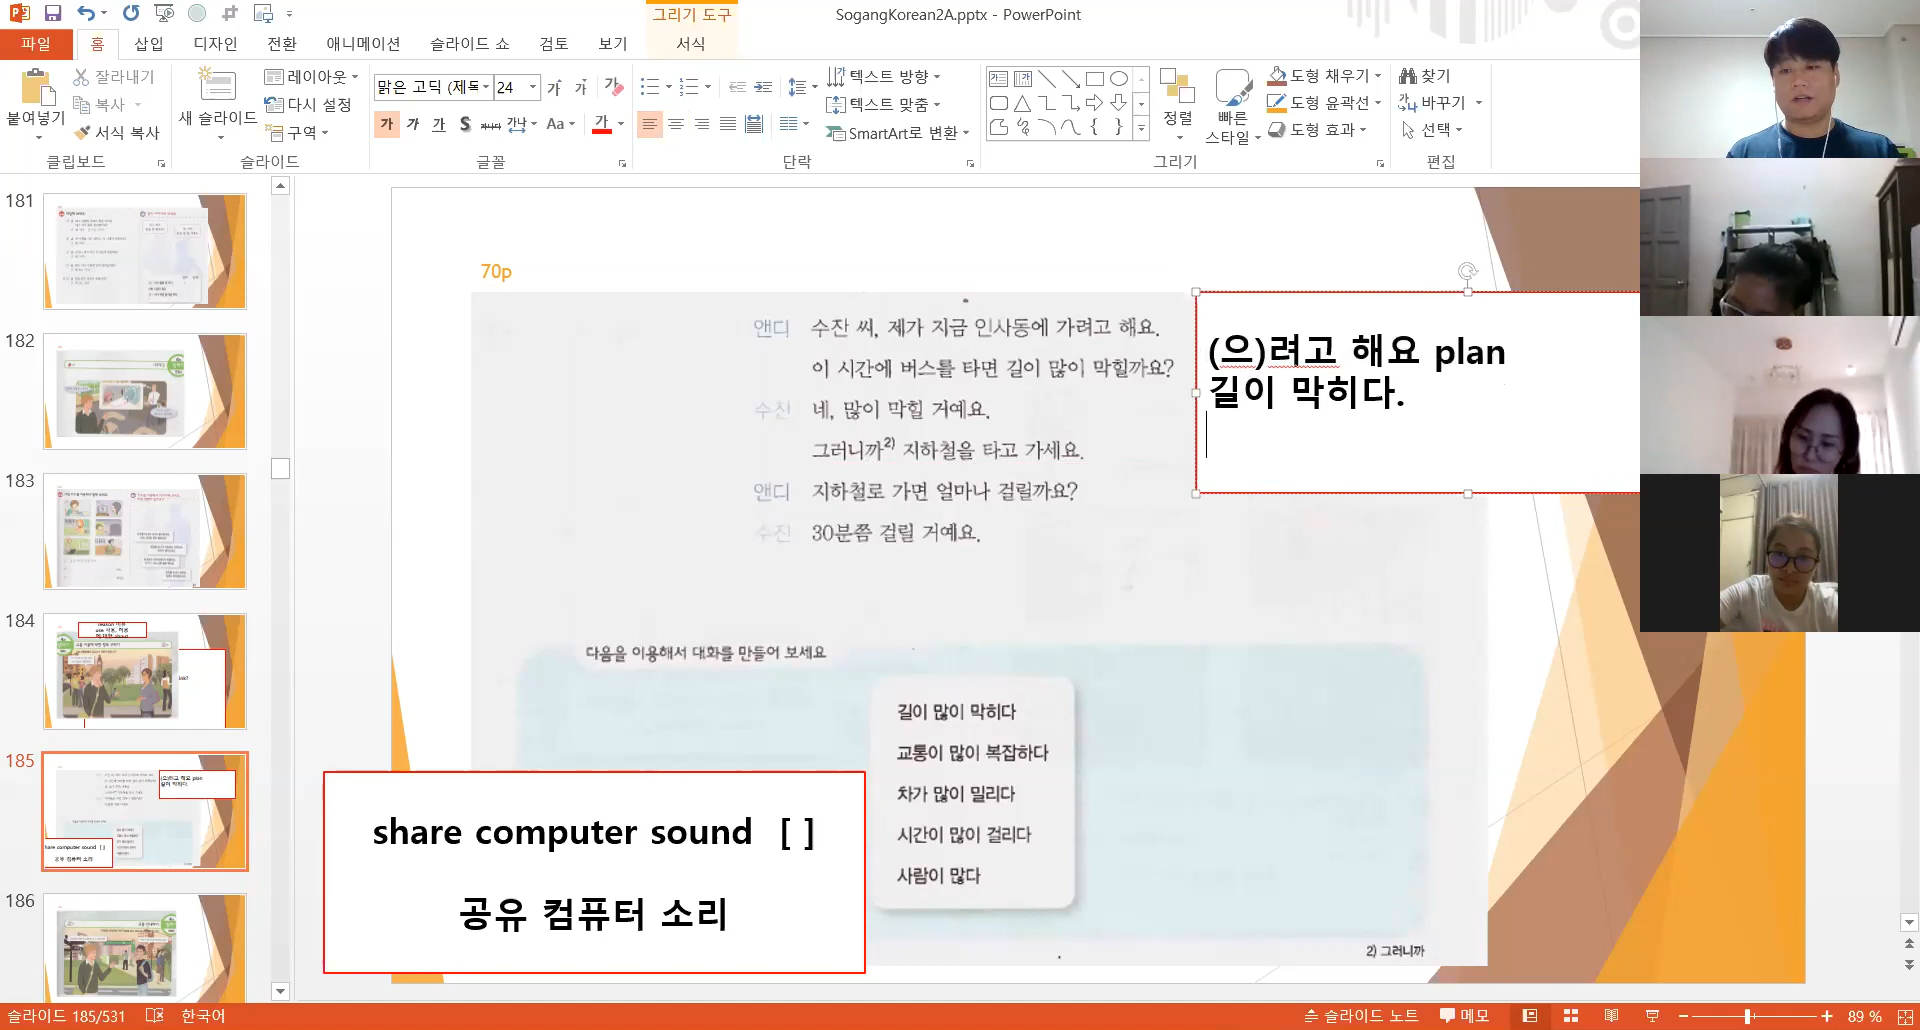 SogangKorean2A.pptx - PowerPoint
그리기 도구
파일 홈 삽입 디자인 전환 애니메이션 슬라이드 쇼 검토 보기 서식
붙여넣기
잘라내기
복사
서식 복사
클립보드
새 슬라이드
레이아웃
다시 설정
구역
슬라이드
맑은 고딕 (제목 24
글꼴
텍스트 방향
텍스트 맞춤
SmartArt로 변환
단락
정렬
빠른 스타일
도형 채우기
도형 윤곽선
도형 효과
그리기
찾기
바꾸기
선택
편집
181
182
183
184
185
186
70p
앤디 수잔 씨, 제가 지금 인사동에 가려고 해요.
이 시간에 버스를 타면 길이 많이 막힐까요?
수잔 네, 많이 막힐 거예요.
그러니까2) 지하철을 타고 가세요.
앤디 지하철로 가면 얼마나 걸릴까요?
수잔 30분쯤 걸릴 거예요.
(으)려고 해요 plan
길이 막히다.
다음을 이용해서 대화를 만들어 보세요
길이 많이 막히다
교통이 많이 복잡하다
차가 많이 밀리다
시간이 많이 걸리다
사람이 많다
2) 그러니까
share computer sound [ ]
공유 컴퓨터 소리
슬라이드 185/531 한국어
슬라이드 노트 메모 89 %